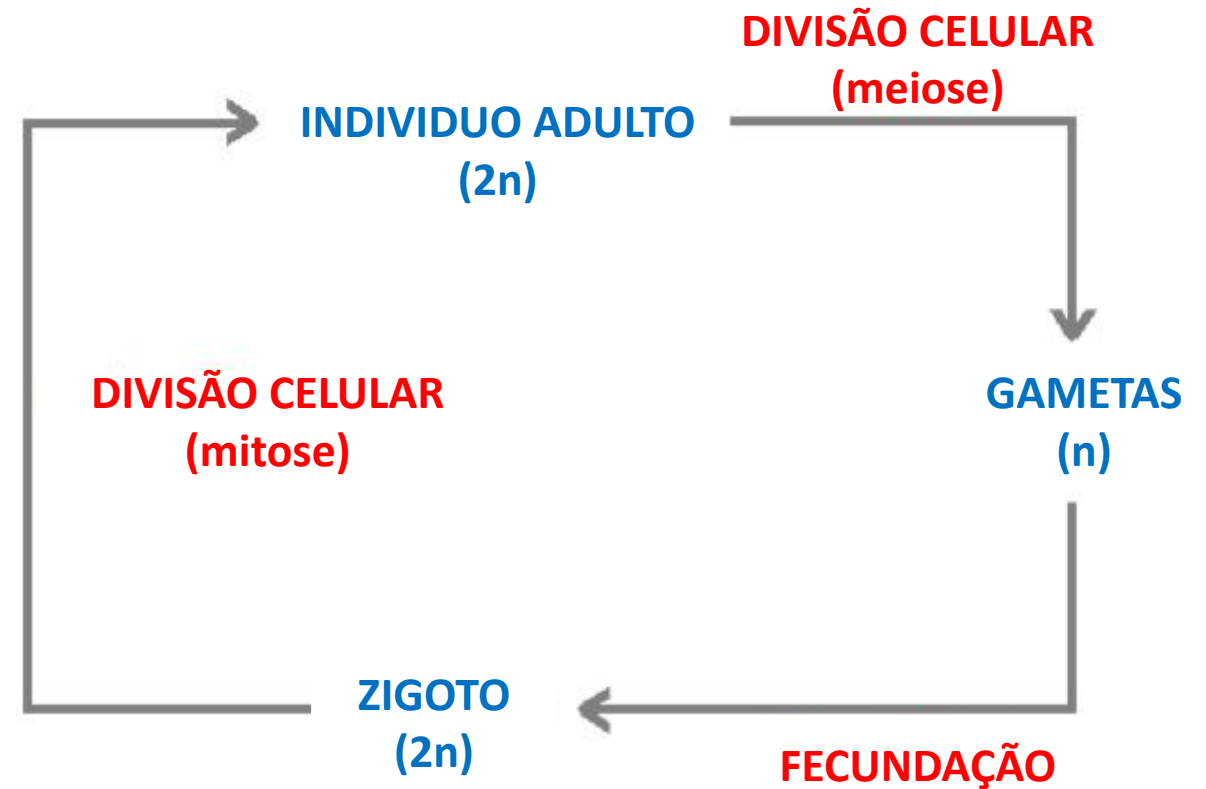 DIVISÃO CELULAR
(meiose)
INDIVIDUO ADULTO
(2n)
DIVISÃO CELULAR
(mitose)
GAMETAS
(n)
ZIGOTO
(2n)
FECUNDAÇÃO